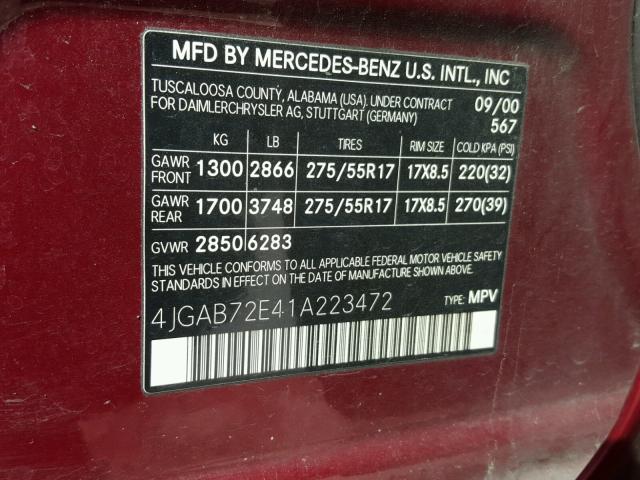 MFD BY MERCEDES-BENZ U.S. INTL., INC
TUSCALOOSA COUNTY, ALABAMA (USA). UNDER CONTRACT 09/00
FOR DAIMLERCHRYSLER AG, STUTTGART (GERMANY) 567
KG LB TIRES RIM SIZE COLD KPA (PSI)
GAWR FRONT 1300 2866 275/55R17 17X8.5 220(32)
GAWR REAR 1700 3748 275/55R17 17X8.5 270(39)
GVWR 2850 6283
THIS VEHICLE CONFORMS TO ALL APPLICABLE FEDERAL MOTOR VEHICLE SAFETY
STANDARDS IN EFFECT ON THE DATE OF MANUFACTURE SHOWN ABOVE.
4JGAB72E41A223472 TYPE: MPV